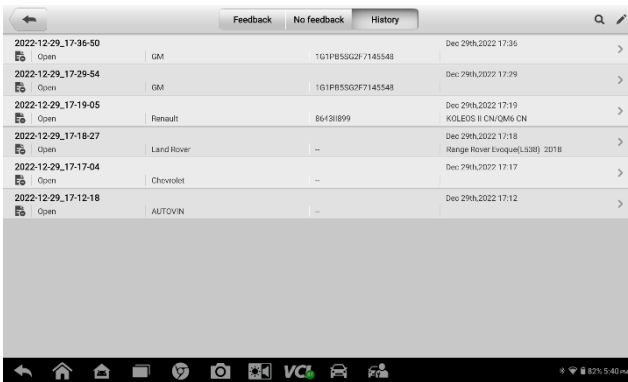 Feedback No feedback History
2022-12-29_17-36-50 Dec 29th,2022 17:36
Open GM 1G1PB5SG2F7145548
2022-12-29_17-29-54 Dec 29th,2022 17:29
Open GM 1G1PB5SG2F7145548
2022-12-29_17-19-05 Dec 29th,2022 17:19
Open Renault 8643II899 KOLEOS II CN/QM6 CN
2022-12-29_17-18-27 Dec 29th,2022 17:18
Open Land Rover -- Range Rover Evoque(L538) 2018
2022-12-29_17-17-04 Dec 29th,2022 17:17
Open Chevrolet --
2022-12-29_17-12-18 Dec 29th,2022 17:12
Open AUTOVIN --
VCI 82% 5:40 PM